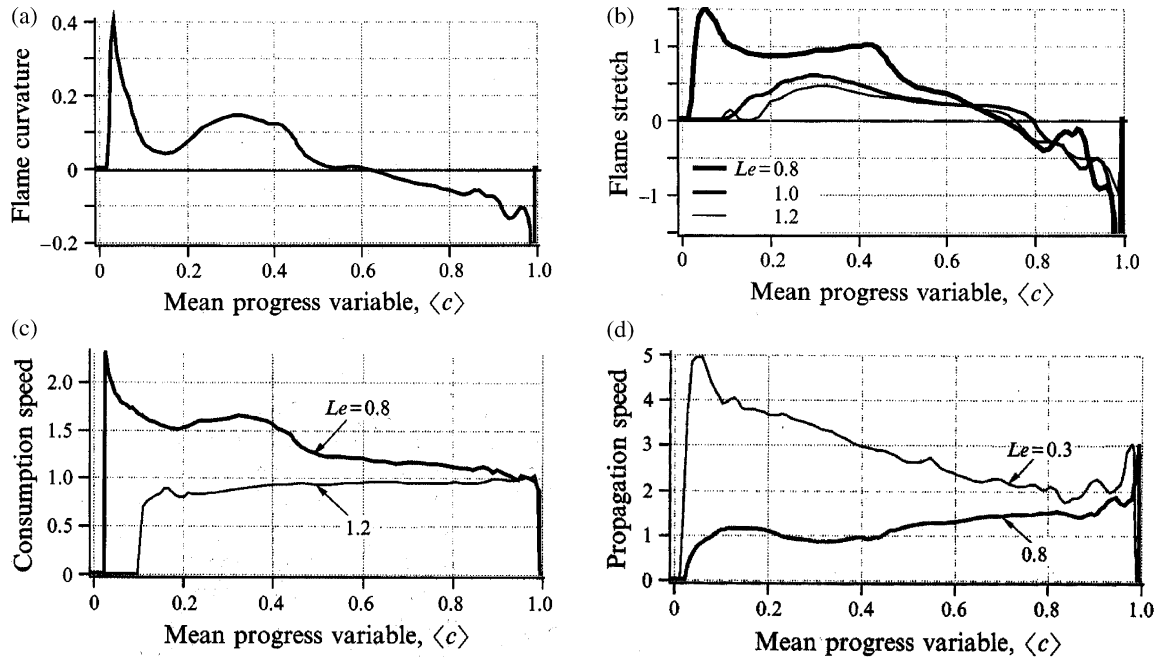 (a)
0.4
0.2
0
−0.2
Flame curvature
0 0.2 0.4 0.6 0.8 1.0
Mean progress variable, ⟨c⟩
(b)
1
0
−1
Flame stretch
Le=0.8
1.0
1.2
0 0.2 0.4 0.6 0.8 1.0
Mean progress variable, ⟨c⟩
(c)
2.0
1.5
1.0
0.5
0
Consumption speed
Le=0.8
1.2
0 0.2 0.4 0.6 0.8 1.0
Mean progress variable, ⟨c⟩
(d)
5
4
3
2
1
0
Propagation speed
Le=0.3
0.8
0 0.2 0.4 0.6 0.8 1.0
Mean progress variable, ⟨c⟩